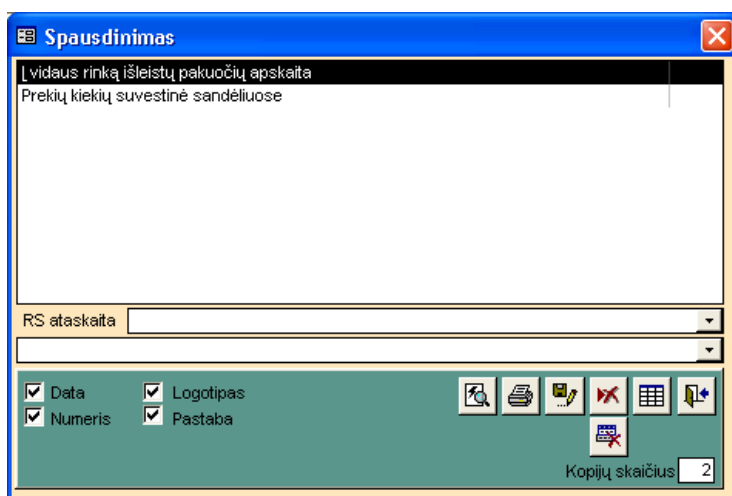 Spausdinimas
Į vidaus rinką išleistų pakuočių apskaita
Prekių kiekių suvestinė sandėliuose
RS ataskaita
Data Logotipas
Numeris Pastaba
Kopijų skaičius 2